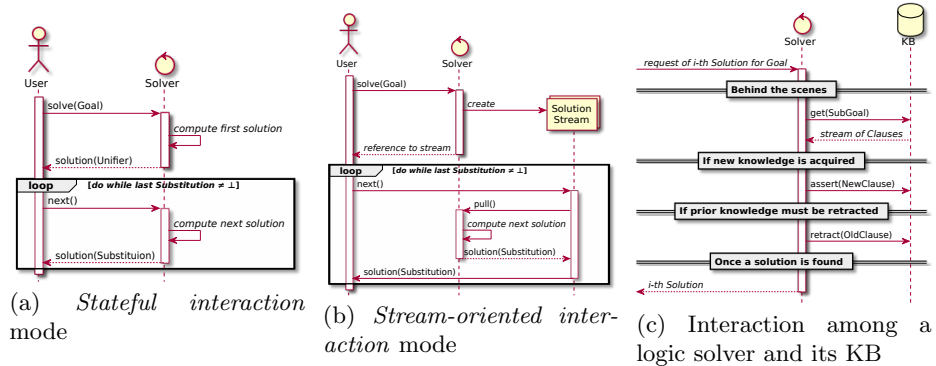 User
Solver
solve(Goal)
compute first solution
solution(Unifier)
loop [do while last Substitution ≠ ⊥]
next()
compute next solution
solution(Substituion)
(a) Stateful interaction
mode
User
Solver
solve(Goal)
create
Solution
Stream
reference to stream
loop [do while last Substitution ≠ ⊥]
next()
pull()
compute next solution
solution(Substitution)
solution(Substitution)
(b) Stream-oriented inter-
action mode
Solver
KB
request of i-th Solution for Goal
Behind the scenes
get(SubGoal)
stream of Clauses
If new knowledge is acquired
assert(NewClause)
If prior knowledge must be retracted
retract(OldClause)
Once a solution is found
i-th Solution
(c) Interaction among a
logic solver and its KB